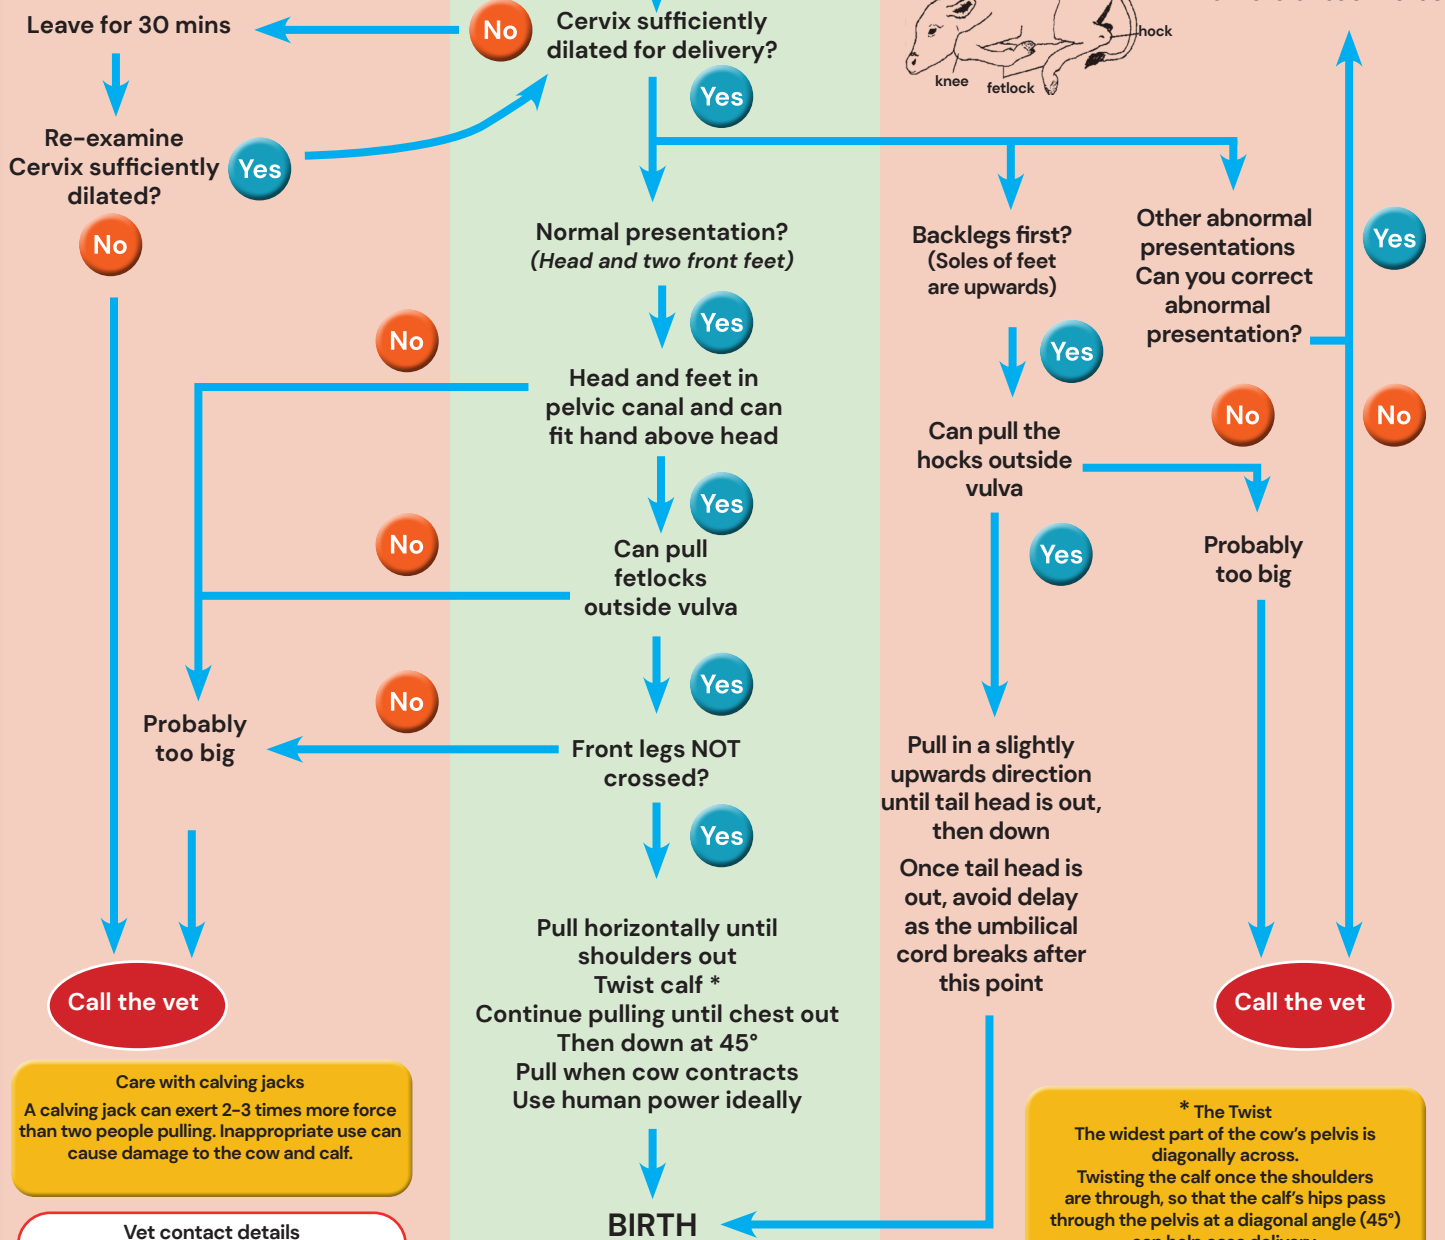 Leave for 30 mins
No
Cervix sufficiently
dilated for delivery?
Yes
hock
knee
fetlock
Re-examine
Cervix sufficiently
dilated?
Yes
No
Normal presentation?
(Head and two front feet)
Yes
Backlegs first?
(Soles of feet
are upwards)
Yes
Other abnormal
presentations
Can you correct
abnormal
presentation?
Yes
No
No
No
Head and feet in
pelvic canal and can
fit hand above head
Yes
Can pull the
hocks outside
vulva
Yes
Probably
too big
No
Can pull
fetlocks
outside vulva
Yes
No
Probably
too big
Front legs NOT
crossed?
Yes
Pull in a slightly
upwards direction
until tail head is out,
then down
Once tail head is
out, avoid delay
as the umbilical
cord breaks after
this point
Pull horizontally until
shoulders out
Twist calf *
Continue pulling until chest out
Then down at 45°
Pull when cow contracts
Use human power ideally
Call the vet
Call the vet
Care with calving jacks
A calving jack can exert 2-3 times more force
than two people pulling. Inappropriate use can
cause damage to the cow and calf.
* The Twist
The widest part of the cow's pelvis is
diagonally across.
Twisting the calf once the shoulders
are through, so that the calf's hips pass
through the pelvis at a diagonal angle (45°)
can help ease delivery
Vet contact details
BIRTH